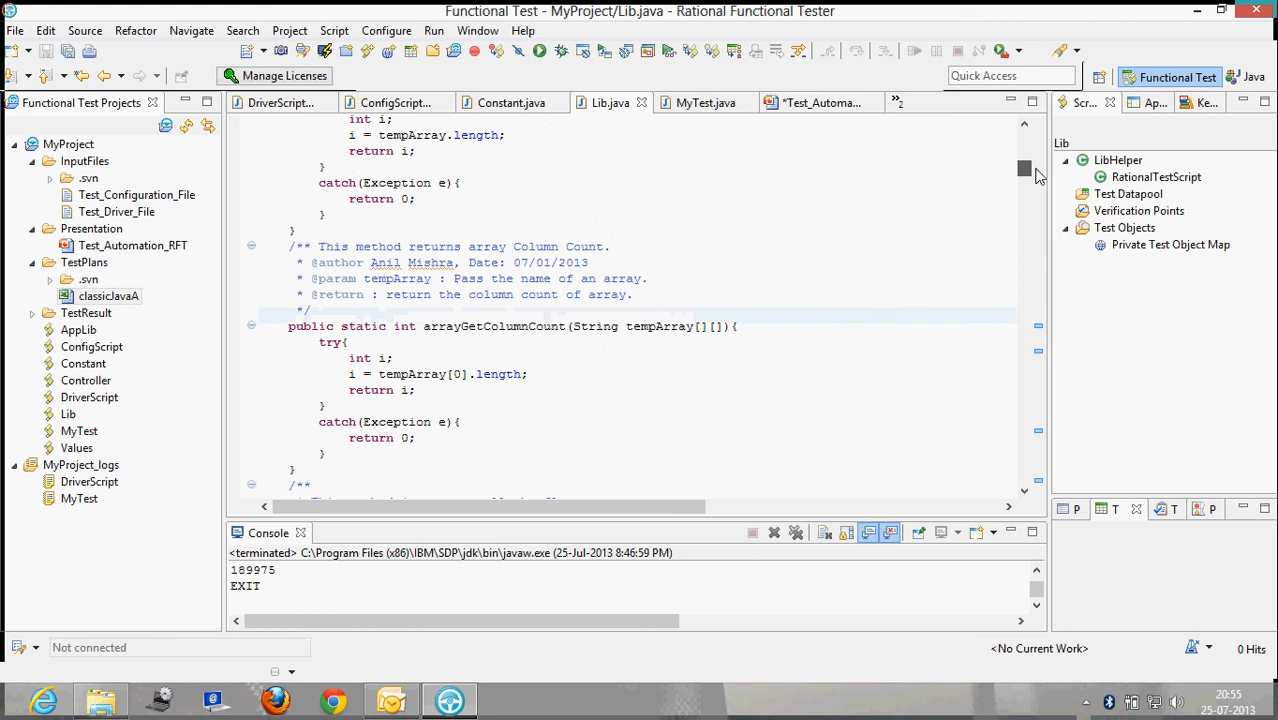 Functional Test - MyProject/Lib.java - Rational Functional Tester
File Edit Source Refactor Navigate Search Project Script Configure Run Window Help
Manage Licenses
Quick Access
Functional Test
Java
Functional Test Projects
DriverScript...
ConfigScript...
Constant.java
Lib.java
MyTest.java
*Test_Automa...
»2
Scr...
Ap...
Ke...
MyProject
InputFiles
.svn
Test_Configuration_File
Test_Driver_File
Presentation
Test_Automation_RFT
TestPlans
.svn
classicJavaA
TestResult
AppLib
ConfigScript
Constant
Controller
DriverScript
Lib
MyTest
Values
MyProject_logs
DriverScript
MyTest
int i;
i = tempArray.length;
return i;
}
catch(Exception e){
return 0;
}
}
/** This method returns array Column Count.
* @author Anil Mishra, Date: 07/01/2013
* @param tempArray : Pass the name of an array.
* @return : return the column count of array.
*/
public static int arrayGetColumnCount(String tempArray[][]){
try{
int i;
i = tempArray[0].length;
return i;
}
catch(Exception e){
return 0;
}
}
/**
Lib
LibHelper
RationalTestScript
Test Datapool
Verification Points
Test Objects
Private Test Object Map
P
T
T
P
Console
<terminated> C:\Program Files (x86)\IBM\SDP\jdk\bin\javaw.exe (25-Jul-2013 8:46:59 PM)
189975
EXIT
Not connected
<No Current Work>
0 Hits
20:55
25-07-2013